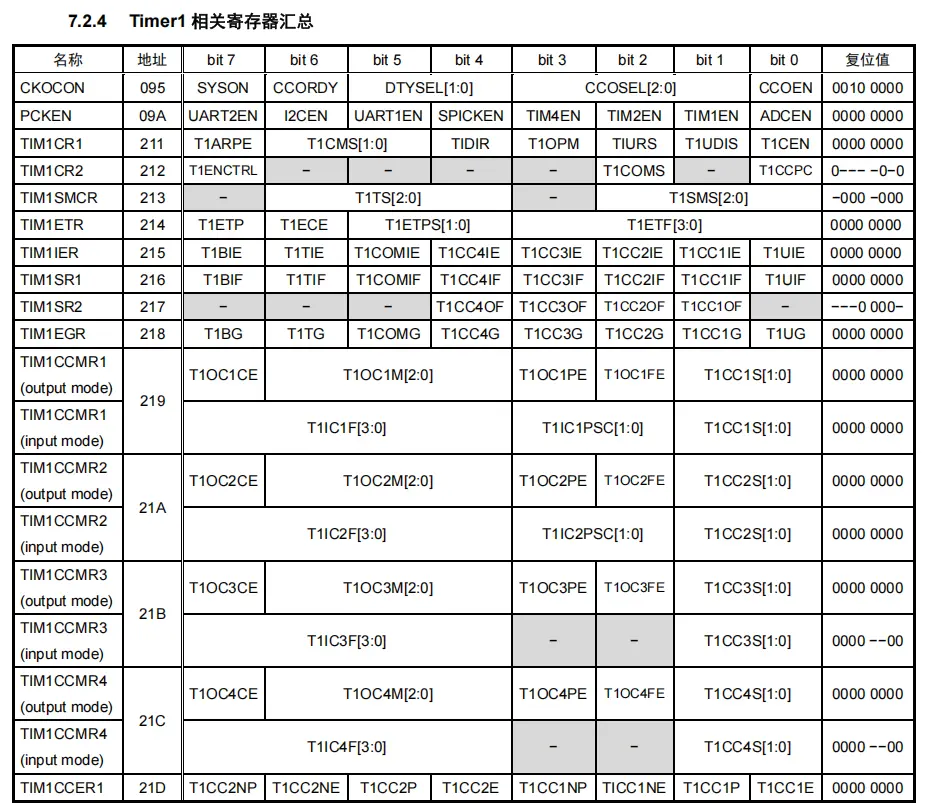 7.2.4 Timer1 相关寄存器汇总
名称 地址 bit 7 bit 6 bit 5 bit 4 bit 3 bit 2 bit 1 bit 0 复位值
CKOCON 095 SYSON CCORDY DTYSEL[1:0] CCOSEL[2:0] CCOEN 0010 0000
PCKEN 09A UART2EN I2CEN UART1EN SPICKEN TIM4EN TIM2EN TIM1EN ADCEN 0000 0000
TIM1CR1 211 T1ARPE T1CMS[1:0] TIDIR T1OPM TIURS T1UDIS T1CEN 0000 0000
TIM1CR2 212 T1ENCTRL – – – – T1COMS – T1CCPC 0–-- -0-0
TIM1SMCR 213 – T1TS[2:0] – T1SMS[2:0] -000 -000
TIM1ETR 214 T1ETP T1ECE T1ETPS[1:0] T1ETF[3:0] 0000 0000
TIM1IER 215 T1BIE T1TIE T1COMIE T1CC4IE T1CC3IE T1CC2IE T1CC1IE T1UIE 0000 0000
TIM1SR1 216 T1BIF T1TIF T1COMIF T1CC4IF T1CC3IF T1CC2IF T1CC1IF T1UIF 0000 0000
TIM1SR2 217 – – – T1CC4OF T1CC3OF T1CC2OF T1CC1OF – ---0 000-
TIM1EGR 218 T1BG T1TG T1COMG T1CC4G T1CC3G T1CC2G T1CC1G T1UG 0000 0000
TIM1CCMR1
(output mode) 219 T1OC1CE T1OC1M[2:0] T1OC1PE T1OC1FE T1CC1S[1:0] 0000 0000
TIM1CCMR1
(input mode) T1IC1F[3:0] T1IC1PSC[1:0] T1CC1S[1:0] 0000 0000
TIM1CCMR2
(output mode) 21A T1OC2CE T1OC2M[2:0] T1OC2PE T1OC2FE T1CC2S[1:0] 0000 0000
TIM1CCMR2
(input mode) T1IC2F[3:0] T1IC2PSC[1:0] T1CC2S[1:0] 0000 0000
TIM1CCMR3
(output mode) 21B T1OC3CE T1OC3M[2:0] T1OC3PE T1OC3FE T1CC3S[1:0] 0000 0000
TIM1CCMR3
(input mode) T1IC3F[3:0] – – T1CC3S[1:0] 0000 --00
TIM1CCMR4
(output mode) 21C T1OC4CE T1OC4M[2:0] T1OC4PE T1OC4FE T1CC4S[1:0] 0000 0000
TIM1CCMR4
(input mode) T1IC4F[3:0] – – T1CC4S[1:0] 0000 --00
TIM1CCER1 21D T1CC2NP T1CC2NE T1CC2P T1CC2E T1CC1NP TICC1NE T1CC1P T1CC1E 0000 0000